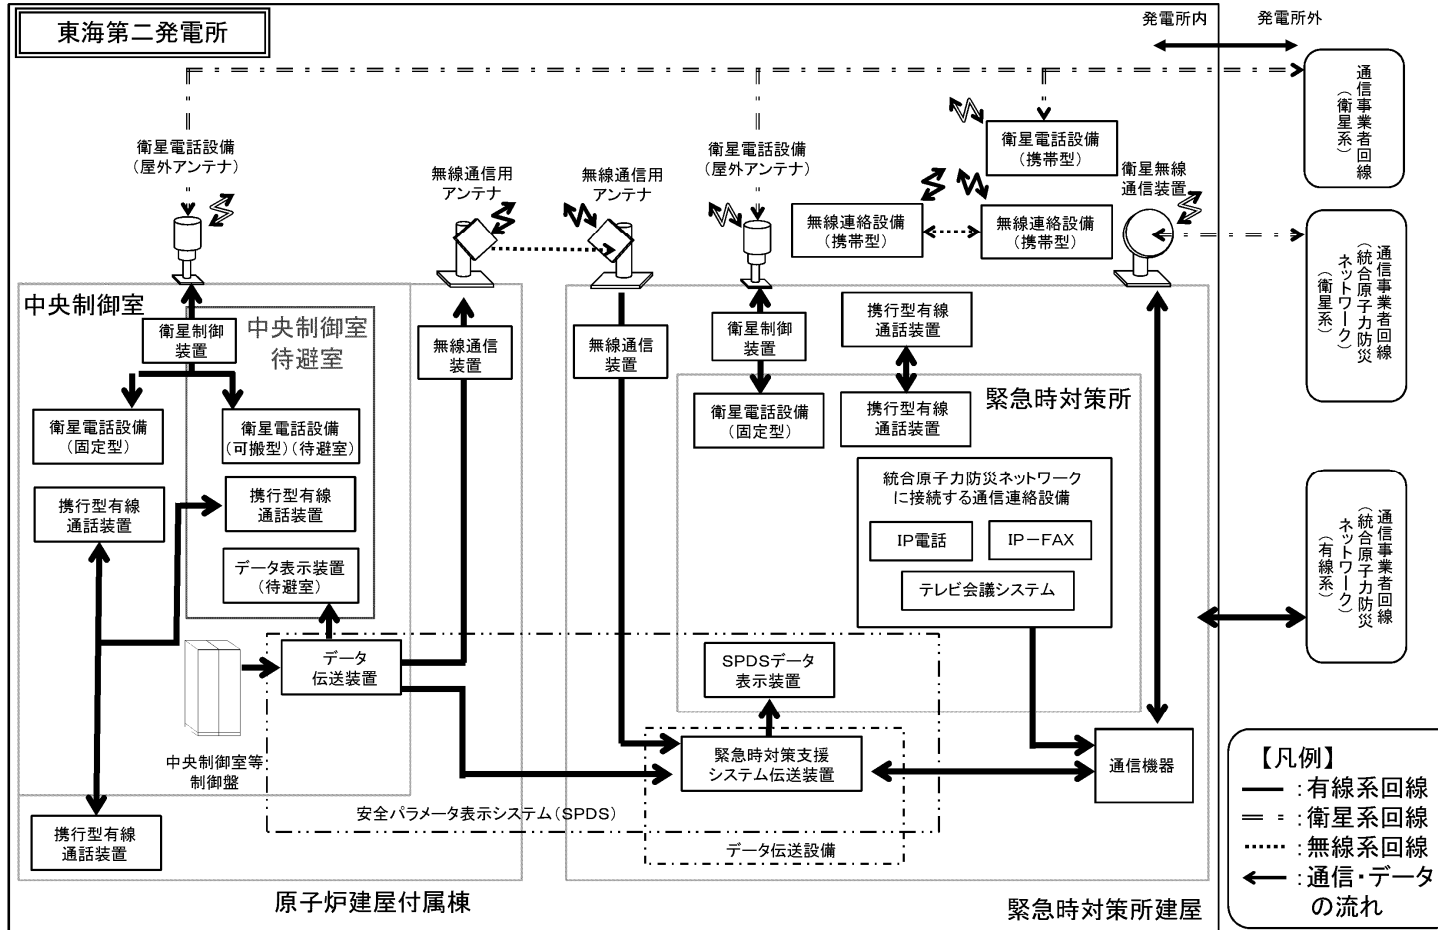 東海第二発電所
発電所内
発電所外
通信事業者回線
(衛星系)
衛星電話設備
(屋外アンテナ)
無線通信用
アンテナ
無線通信用
アンテナ
衛星電話設備
(屋外アンテナ)
衛星電話設備
(携帯型)
無線連絡設備
(携帯型)
無線連絡設備
(携帯型)
衛星無線
通信装置
通信事業者回線
(統合原子力防災
ネットワーク)
(衛星系)
中央制御室
衛星制御
装置
中央制御室
待避室
無線通信
装置
無線通信
装置
衛星制御
装置
携行型有線
通話装置
緊急時対策所
衛星電話設備
(固定型)
衛星電話設備
(可搬型)(待避室)
衛星電話設備
(固定型)
携行型有線
通話装置
携行型有線
通話装置
携行型有線
通話装置
データ表示装置
(待避室)
統合原子力防災ネットワーク
に接続する通信連絡設備
IP電話
IP-FAX
テレビ会議システム
通信事業者回線
(統合原子力防災
ネットワーク)
(有線系)
データ
伝送装置
中央制御室等
制御盤
SPDSデータ
表示装置
緊急時対策支援
システム伝送装置
通信機器
安全パラメータ表示システム(SPDS)
データ伝送設備
携行型有線
通話装置
原子炉建屋付属棟
緊急時対策所建屋
【凡例】
:有線系回線
:衛星系回線
:無線系回線
:通信・データ
の流れ